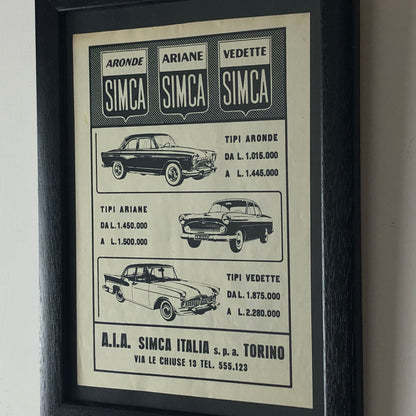 ARONDE
SIMCA
ARIANE
SIMCA
VEDETTE
SIMCA
TIPI ARONDE
DA L. 1.015.000
A L. 1.445.000
TIPI ARIANE
DA L. 1.450.000
A L. 1.500.000
TIPI VEDETTE
DA L. 1.875.000
A L. 2.280.000
A.I.A. SIMCA ITALIA s.p.a. TORINO
VIA LE CHIUSE 13 TEL. 555.123